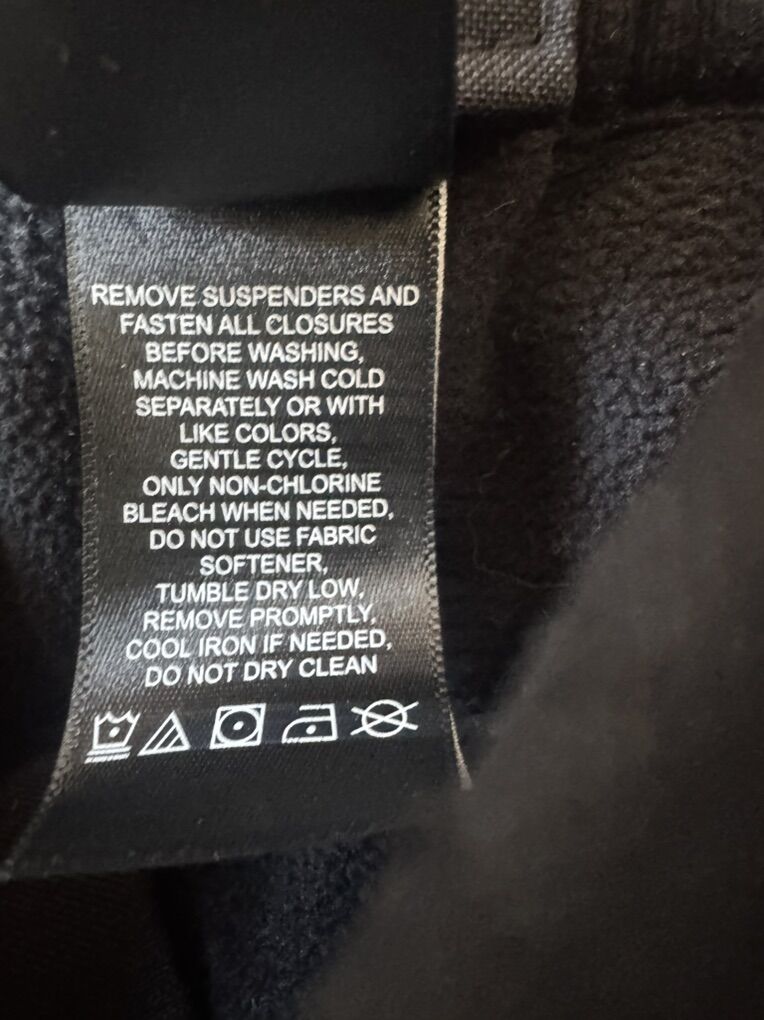 REMOVE SUSPENDERS AND
FASTEN ALL CLOSURES
BEFORE WASHING,
MACHINE WASH COLD
SEPARATELY OR WITH
LIKE COLORS,
GENTLE CYCLE,
ONLY NON-CHLORINE
BLEACH WHEN NEEDED,
DO NOT USE FABRIC
SOFTENER,
TUMBLE DRY LOW,
REMOVE PROMPTLY,
COOL IRON IF NEEDED,
DO NOT DRY CLEAN